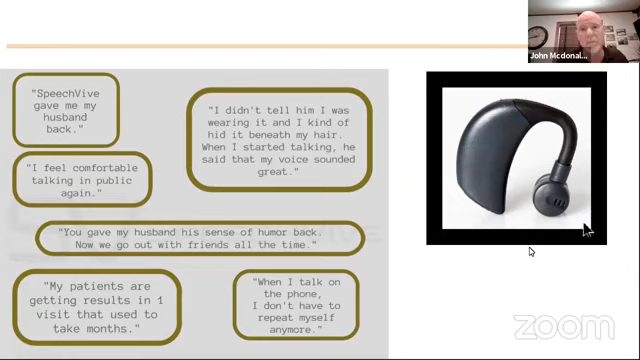 John Mcdonal...
"SpeechVive
gave me my
husband
back."
"I didn't tell him I was
wearing it and I kind of
hid it beneath my hair.
When I started talking, he
said that my voice sounded
great."
"I feel comfortable
talking in public
again."
"You gave my husband his sense of humor back.
Now we go out with friends all the time."
"My patients are
getting results in 1
visit that used to
take months."
"When I talk on
the phone,
I don't have to
repeat myself
anymore."
zoom